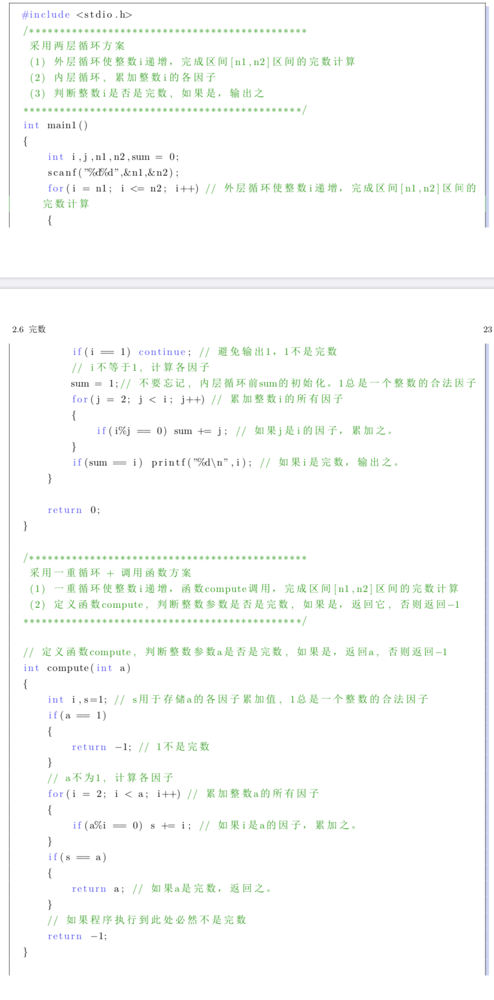 #include <stdio.h>
/**********************************************
采用两层循环方案
(1) 外层循环使整数i递增，完成区间[n1,n2]区间的完数计算
(2) 内层循环，累加整数i的各因子
(3) 判断整数i是否是完数，如果是，输出之
**********************************************/
int main1()
{
int i,j,n1,n2,sum = 0;
scanf("%d%d",&n1,&n2);
for(i = n1; i <= n2; i++) // 外层循环使整数i递增，完成区间[n1,n2]区间的
完数计算
{
2.6 完数 23
if(i == 1) continue; // 避免输出1，1不是完数
// i不等于1，计算各因子
sum = 1;// 不要忘记，内层循环前sum的初始化。1总是一个整数的合法因子
for(j = 2; j < i; j++) // 累加整数i的所有因子
{
if(i%j == 0) sum += j; // 如果j是i的因子，累加之。
}
if(sum == i) printf("%d\n",i); // 如果i是完数，输出之。
}
return 0;
}
/**********************************************
采用一重循环 + 调用函数方案
(1) 一重循环使整数i递增，函数compute调用，完成区间[n1,n2]区间的完数计算
(2) 定义函数compute，判断整数参数是否是完数，如果是，返回它，否则返回-1
**********************************************/
// 定义函数compute，判断整数参数a是否是完数，如果是，返回a，否则返回-1
int compute(int a)
{
int i,s=1; // s用于存储a的各因子累加值，1总是一个整数的合法因子
if(a == 1)
{
return -1; // 1不是完数
}
// a不为1，计算各因子
for(i = 2; i < a; i++) // 累加整数a的所有因子
{
if(a%i == 0) s += i; // 如果i是a的因子，累加之。
}
if(s == a)
{
return a; // 如果a是完数，返回之。
}
// 如果程序执行到此处必然不是完数
return -1;
}